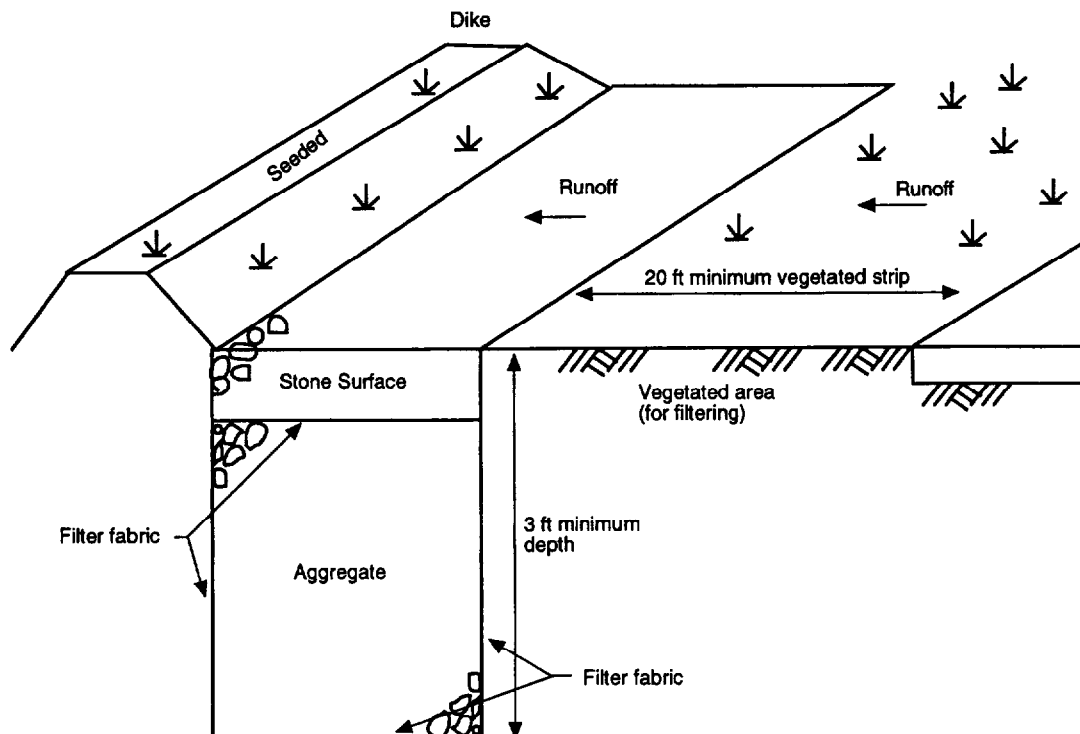 Dike
Seeded
Runoff
Runoff
20 ft minimum vegetated strip
Stone Surface
Vegetated area
(for filtering)
3 ft minimum
depth
Filter fabric
Aggregate
Filter fabric